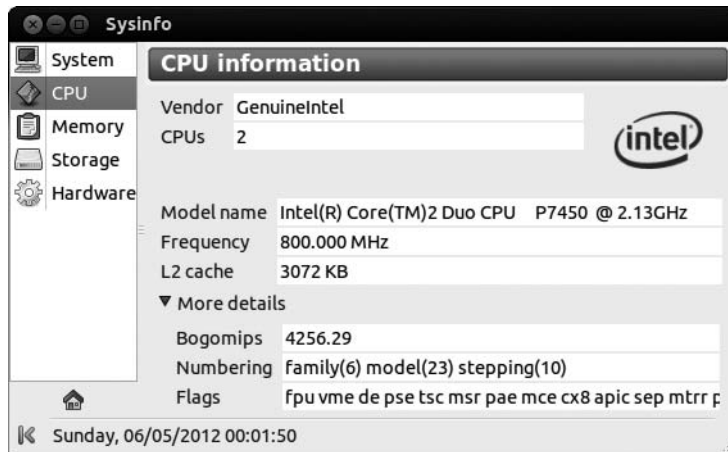 Sysinfo
System
CPU
Memory
Storage
Hardware
CPU information
Vendor GenuineIntel
CPUs 2
intel
Model name Intel(R) Core(TM)2 Duo CPU P7450 @ 2.13GHz
Frequency 800.000 MHz
L2 cache 3072 KB
More details
Bogomips 4256.29
Numbering family(6) model(23) stepping(10)
Flags fpu vme de pse tsc msr pae mce cx8 apic sep mtrr
Sunday, 06/05/2012 00:01:50